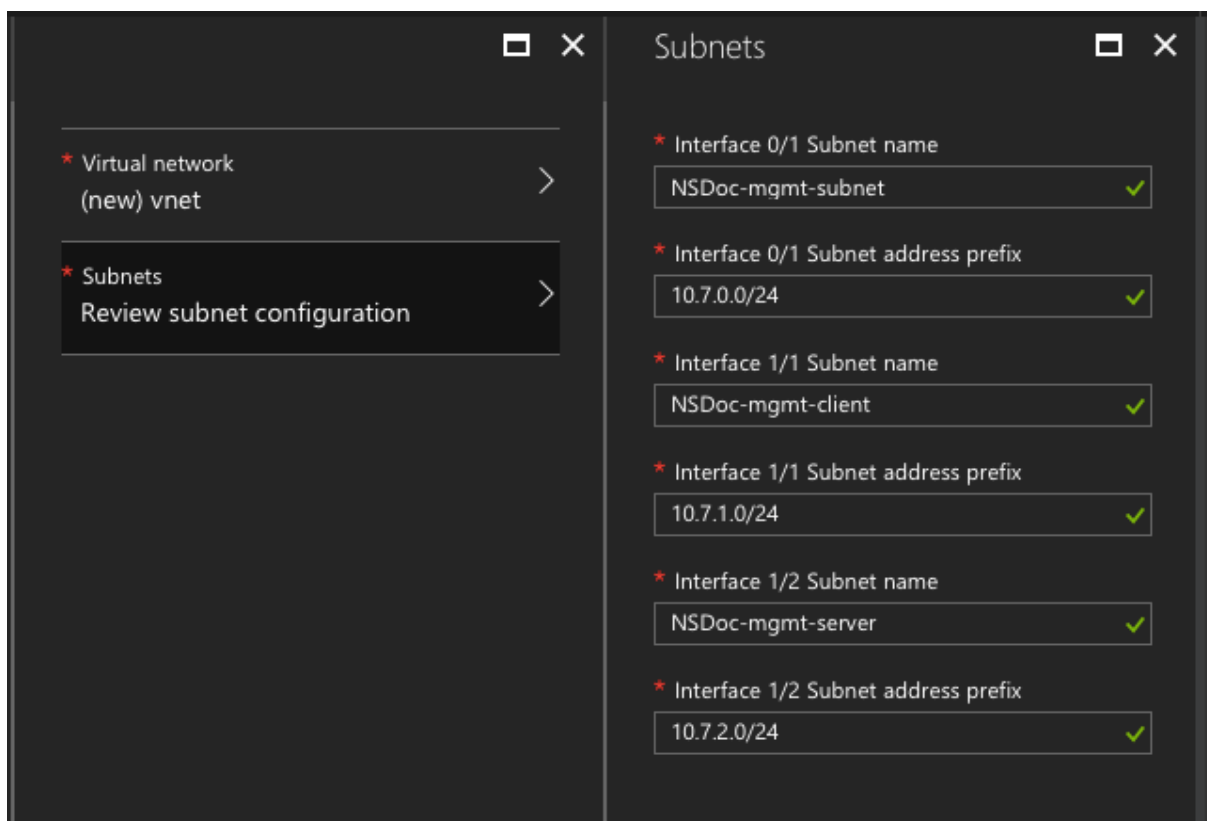 * Virtual network
(new) vnet
* Subnets
Review subnet configuration
Subnets
* Interface 0/1 Subnet name
NSDoc-mgmt-subnet
* Interface 0/1 Subnet address prefix
10.7.0.0/24
* Interface 1/1 Subnet name
NSDoc-mgmt-client
* Interface 1/1 Subnet address prefix
10.7.1.0/24
* Interface 1/2 Subnet name
NSDoc-mgmt-server
* Interface 1/2 Subnet address prefix
10.7.2.0/24